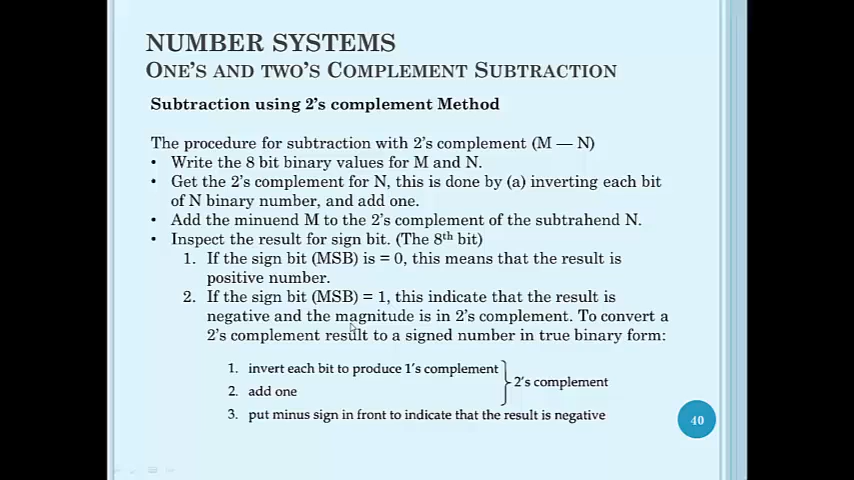 NUMBER SYSTEMS
ONE'S AND TWO'S COMPLEMENT SUBTRACTION
Subtraction using 2's complement Method
The procedure for subtraction with 2's complement (M — N)
• Write the 8 bit binary values for M and N.
• Get the 2's complement for N, this is done by (a) inverting each bit
of N binary number, and add one.
• Add the minuend M to the 2's complement of the subtrahend N.
• Inspect the result for sign bit. (The 8th bit)
1. If the sign bit (MSB) is = 0, this means that the result is
positive number.
2. If the sign bit (MSB) = 1, this indicate that the result is
negative and the magnitude is in 2's complement. To convert a
2's complement result to a signed number in true binary form:
1. invert each bit to produce 1's complement
2. add one
2's complement
3. put minus sign in front to indicate that the result is negative
40